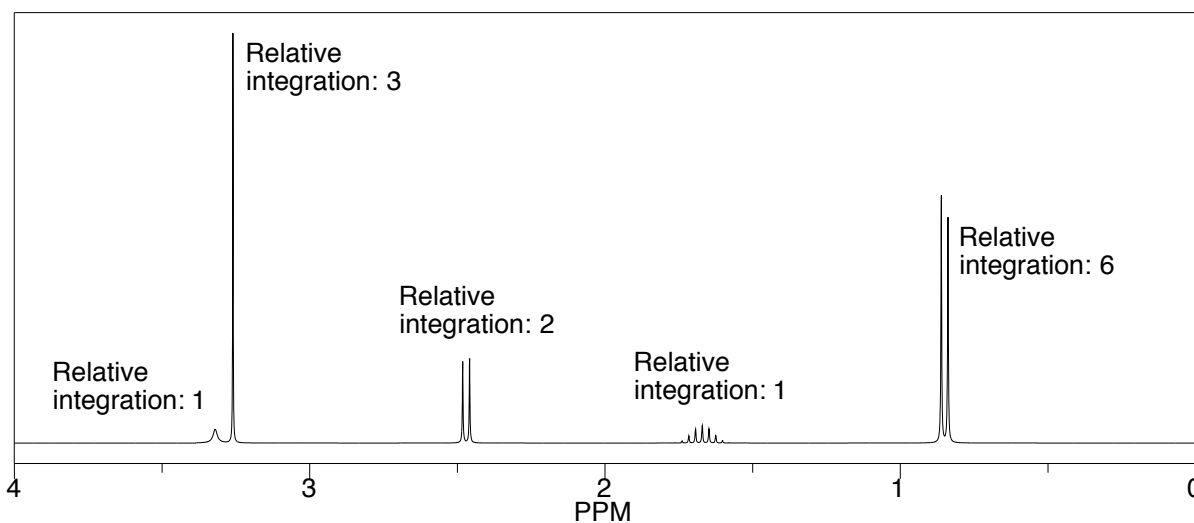 Relative
integration: 3
Relative
integration: 6
Relative
integration: 2
Relative
integration: 1
Relative
integration: 1
4
3
2
1
0
PPM